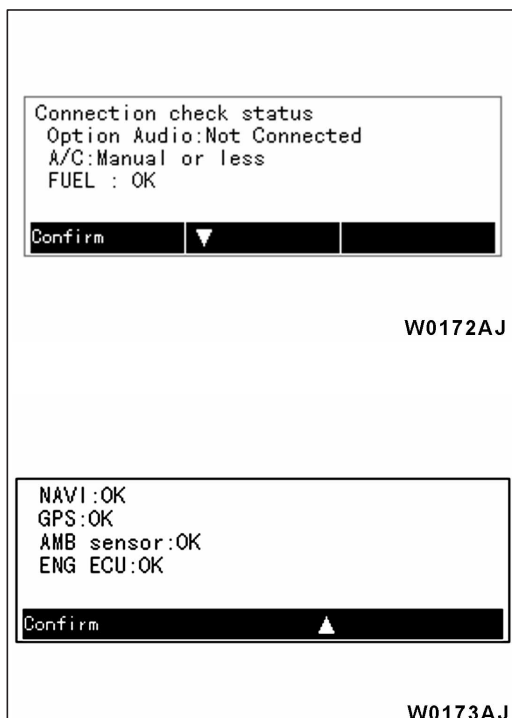 Connection check status
Option Audio:Not Connected
A/C:Manual or less
FUEL : OK
Confirm ▼
W0172AJ
NAVI:OK
GPS:OK
AMB sensor:OK
ENG ECU:OK
Confirm ▲
W0173AJ